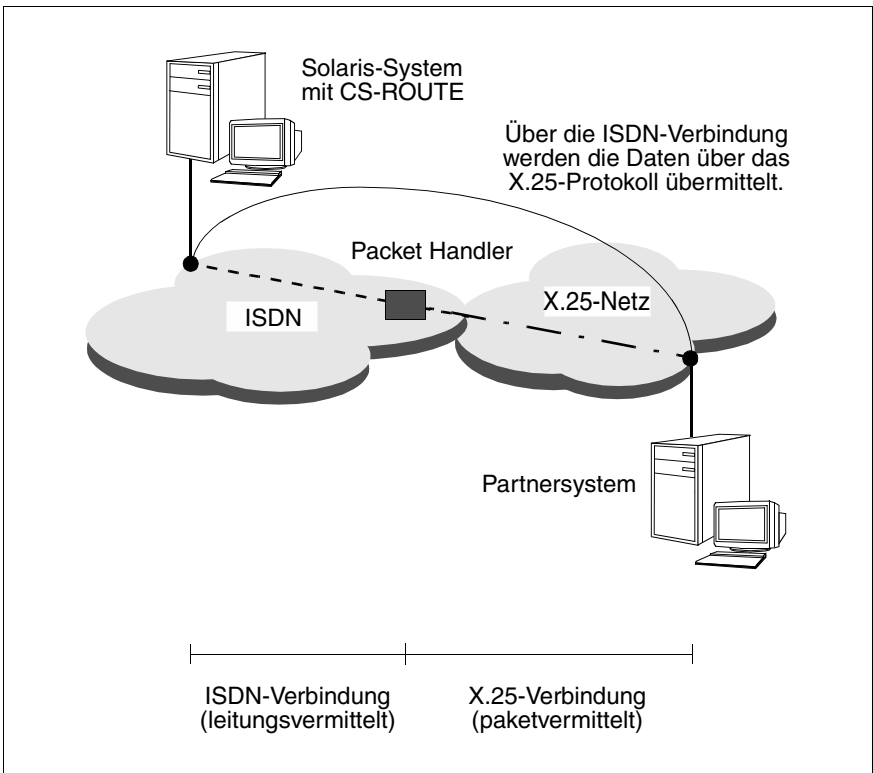 Solaris-System
mit CS-ROUTE
Über die ISDN-Verbindung
werden die Daten über das
X.25-Protokoll übermittelt.
Packet Handler
ISDN
X.25-Netz
Partnersystem
ISDN-Verbindung
(leitungsvermittelt)
X.25-Verbindung
(paketvermittelt)